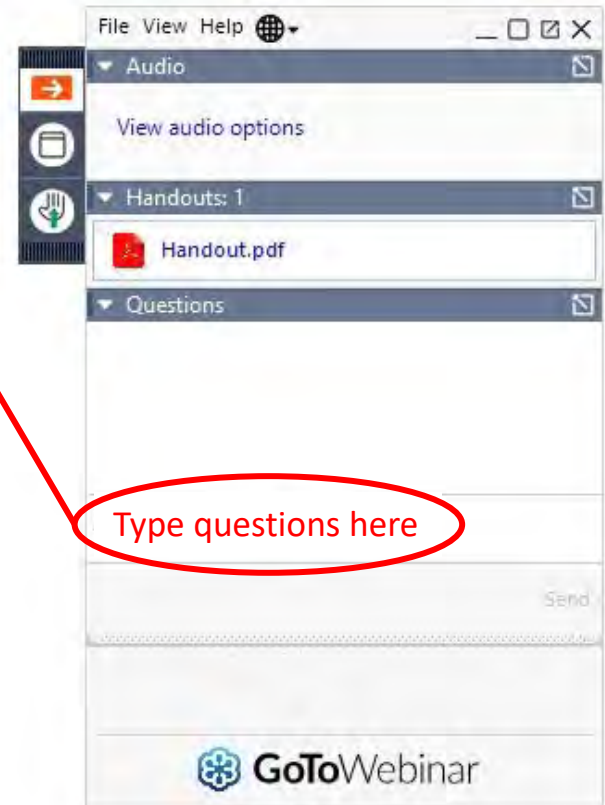 File View Help
Audio
View audio options
Handouts: 1
Handout.pdf
Questions
Type questions here
Send
GoToWebinar